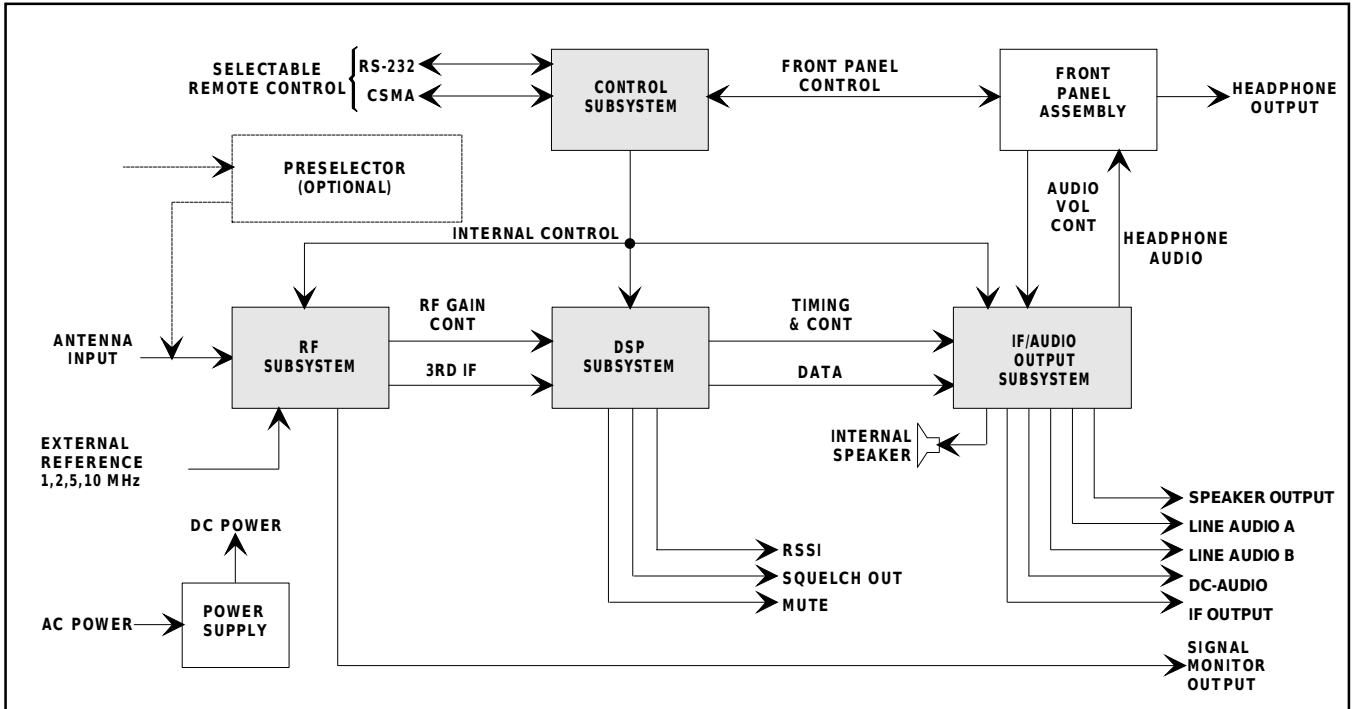 SELECTABLE
REMOTE CONTROL
RS-232
CSMA
CONTROL
SUBSYSTEM
FRONT PANEL
CONTROL
FRONT
PANEL
ASSEMBLY
HEADPHONE
OUTPUT
PRESELECTOR
(OPTIONAL)
AUDIO
VOL
CONT
INTERNAL CONTROL
HEADPHONE
AUDIO
ANTENNA
INPUT
RF
SUBSYSTEM
RF GAIN
CONT
3RD IF
DSP
SUBSYSTEM
TIMING
& CONT
DATA
IF/AUDIO
OUTPUT
SUBSYSTEM
EXTERNAL
REFERENCE
1,2,5,10 MHz
INTERNAL
SPEAKER
SPEAKER OUTPUT
LINE AUDIO A
LINE AUDIO B
DC-AUDIO
IF OUTPUT
DC POWER
RSSI
SQUELCH OUT
MUTE
AC POWER
POWER
SUPPLY
SIGNAL
MONITOR
OUTPUT